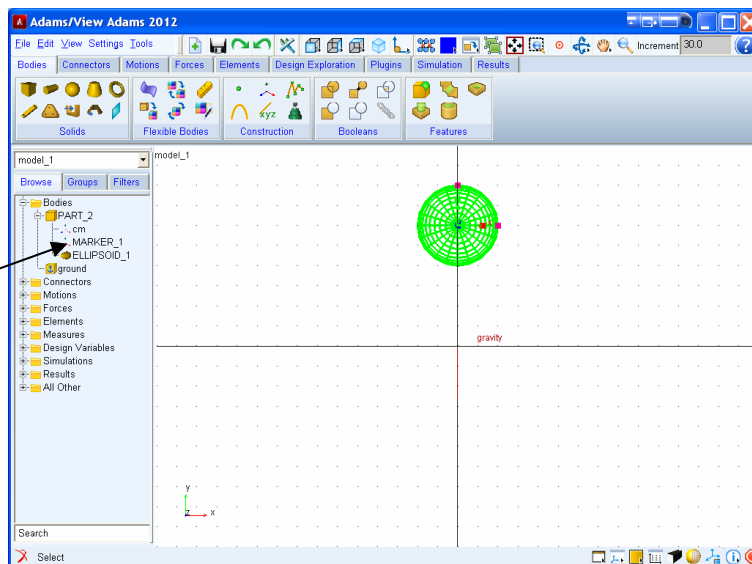 Adams/View Adams 2012
File Edit View Settings Tools
Increment 30.0
Bodies Connectors Motions Forces Elements Design Exploration Plugins Simulation Results
xyz
Solids Flexible Bodies Construction Booleans Features
model_1
model_1
Browse Groups Filters
Bodies
PART_2
cm
MARKER_1
ELLIPSOID_1
ground
Connectors
Motions
Forces
Elements
Measures
Design Variables
Simulations
Results
All Other
gravity
y
z x
Search
Select